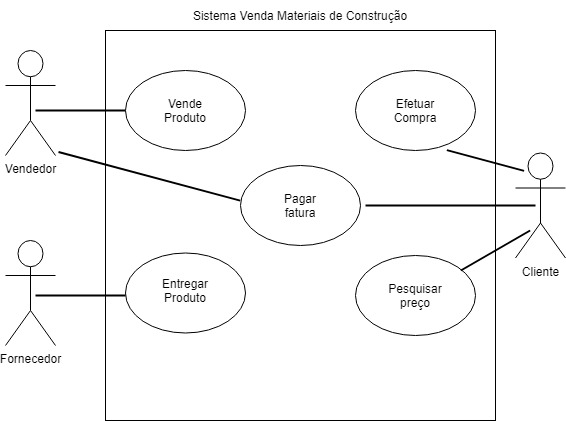 Sistema Venda Materiais de Construção
Vende
Produto
Efetuar
Compra
Vendedor
Pagar
fatura
Cliente
Entregar
Produto
Pesquisar
preço
Fornecedor